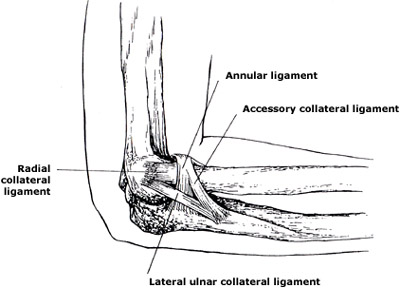 Annular ligament
Accessory collateral ligament
Radial
collateral
ligament
Lateral ulnar collateral ligament